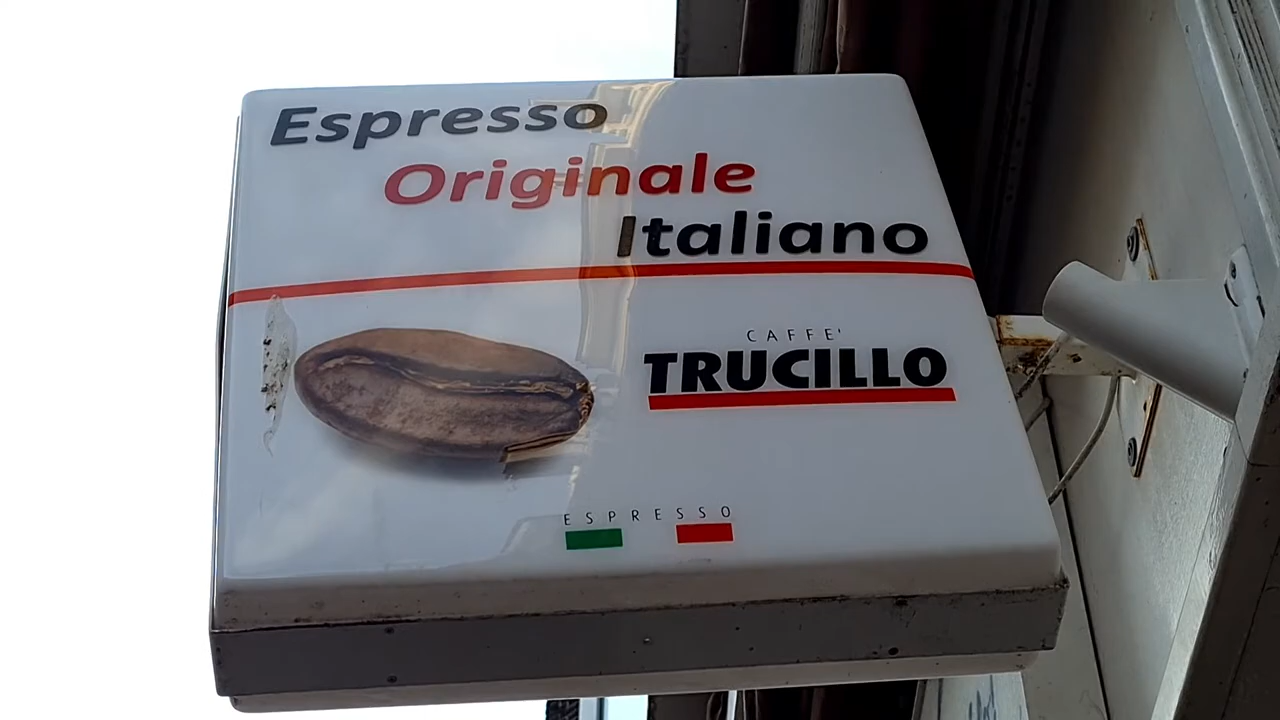 Espresso
Originale
Italiano
CAFFE'
TRUCILLO
ESPRESSO